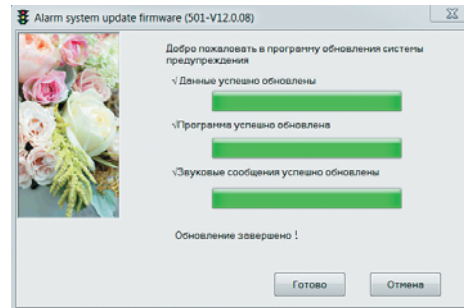 Alarm system update firmware (501-V12.0.08)
Добро пожаловать в программу обновления системы
предупреждения
√Данные успешно обновлены
√Программа успешно обновлена
√Звуковые сообщения успешно обновлены
Обновление завершено !
Готово
Отмена